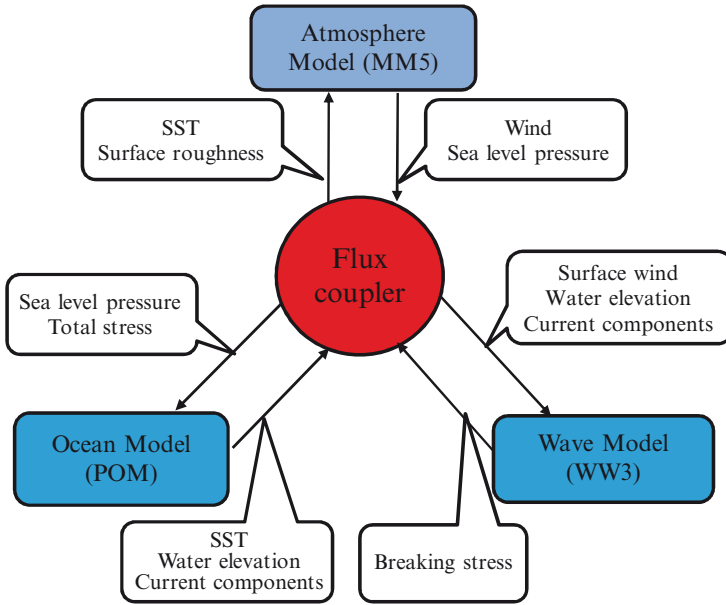 Atmosphere
Model (MM5)
SST
Surface roughness
Wind
Sea level pressure
Flux
coupler
Sea level pressure
Total stress
Surface wind
Water elevation
Current components
Ocean Model
(POM)
Wave Model
(WW3)
SST
Water elevation
Current components
Breaking stress